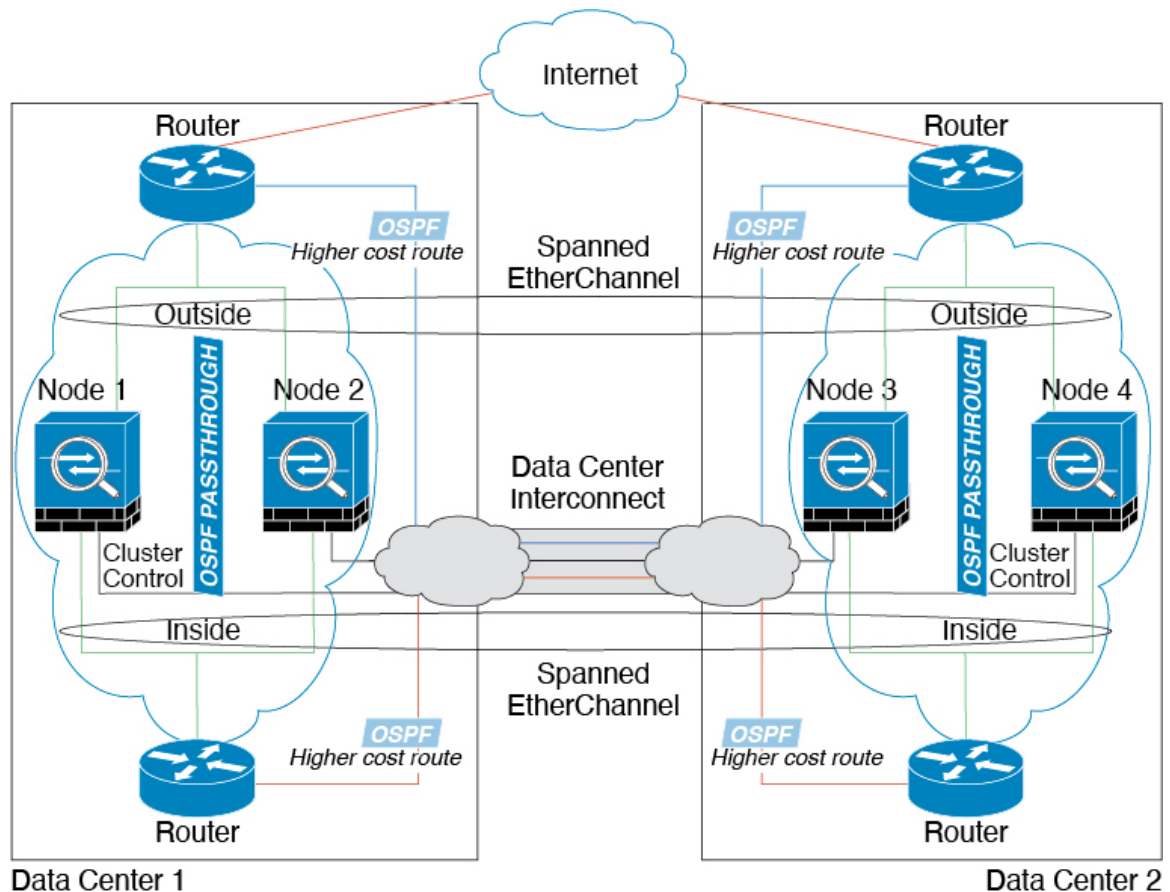 Internet
Router
Router
OSPF
Higher cost route
OSPF
Higher cost route
Spanned
EtherChannel
Outside
Outside
Node 1
Node 2
Node 3
Node 4
OSPF PASSTHROUGH
OSPF PASSTHROUGH
Data Center
Interconnect
Cluster
Control
Cluster
Control
Inside
Inside
Spanned
EtherChannel
OSPF
Higher cost route
OSPF
Higher cost route
Router
Router
Data Center 1
Data Center 2